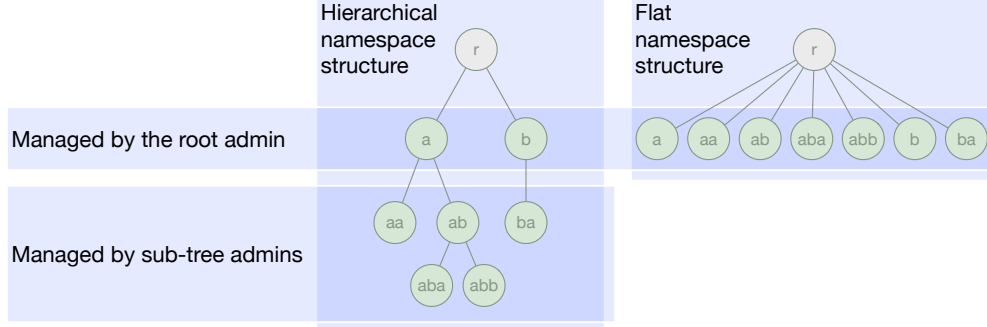 Hierarchical
namespace
structure
r
Flat
namespace
structure
r
Managed by the root admin
a
b
a
aa
ab
aba
abb
b
ba
Managed by sub-tree admins
aa
ab
ba
aba
abb